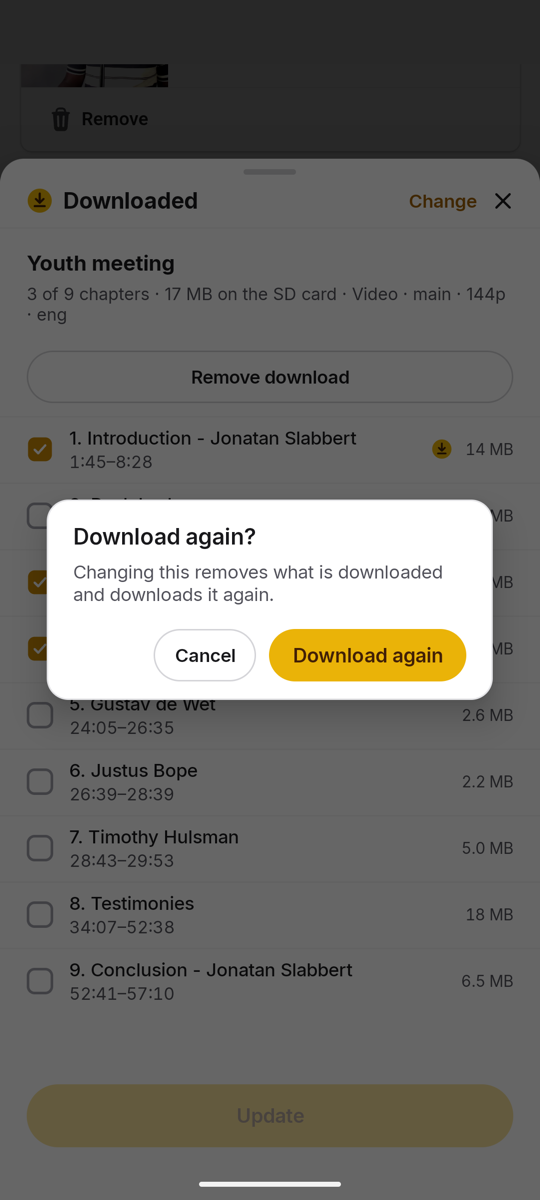 Remove
Downloaded
Change
Youth meeting
3 of 9 chapters · 17 MB on the SD card · Video · main · 144p
· eng
Remove download
1. Introduction - Jonatan Slabbert
1:45–8:28
14 MB
MB
Download again?
Changing this removes what is downloaded
and downloads it again.
MB
Cancel
Download again
MB
5. Gustav de Wet
24:05–26:35
2.6 MB
6. Justus Bope
26:39–28:39
2.2 MB
7. Timothy Hulsman
28:43–29:53
5.0 MB
8. Testimonies
34:07–52:38
18 MB
9. Conclusion - Jonatan Slabbert
52:41–57:10
6.5 MB
Update